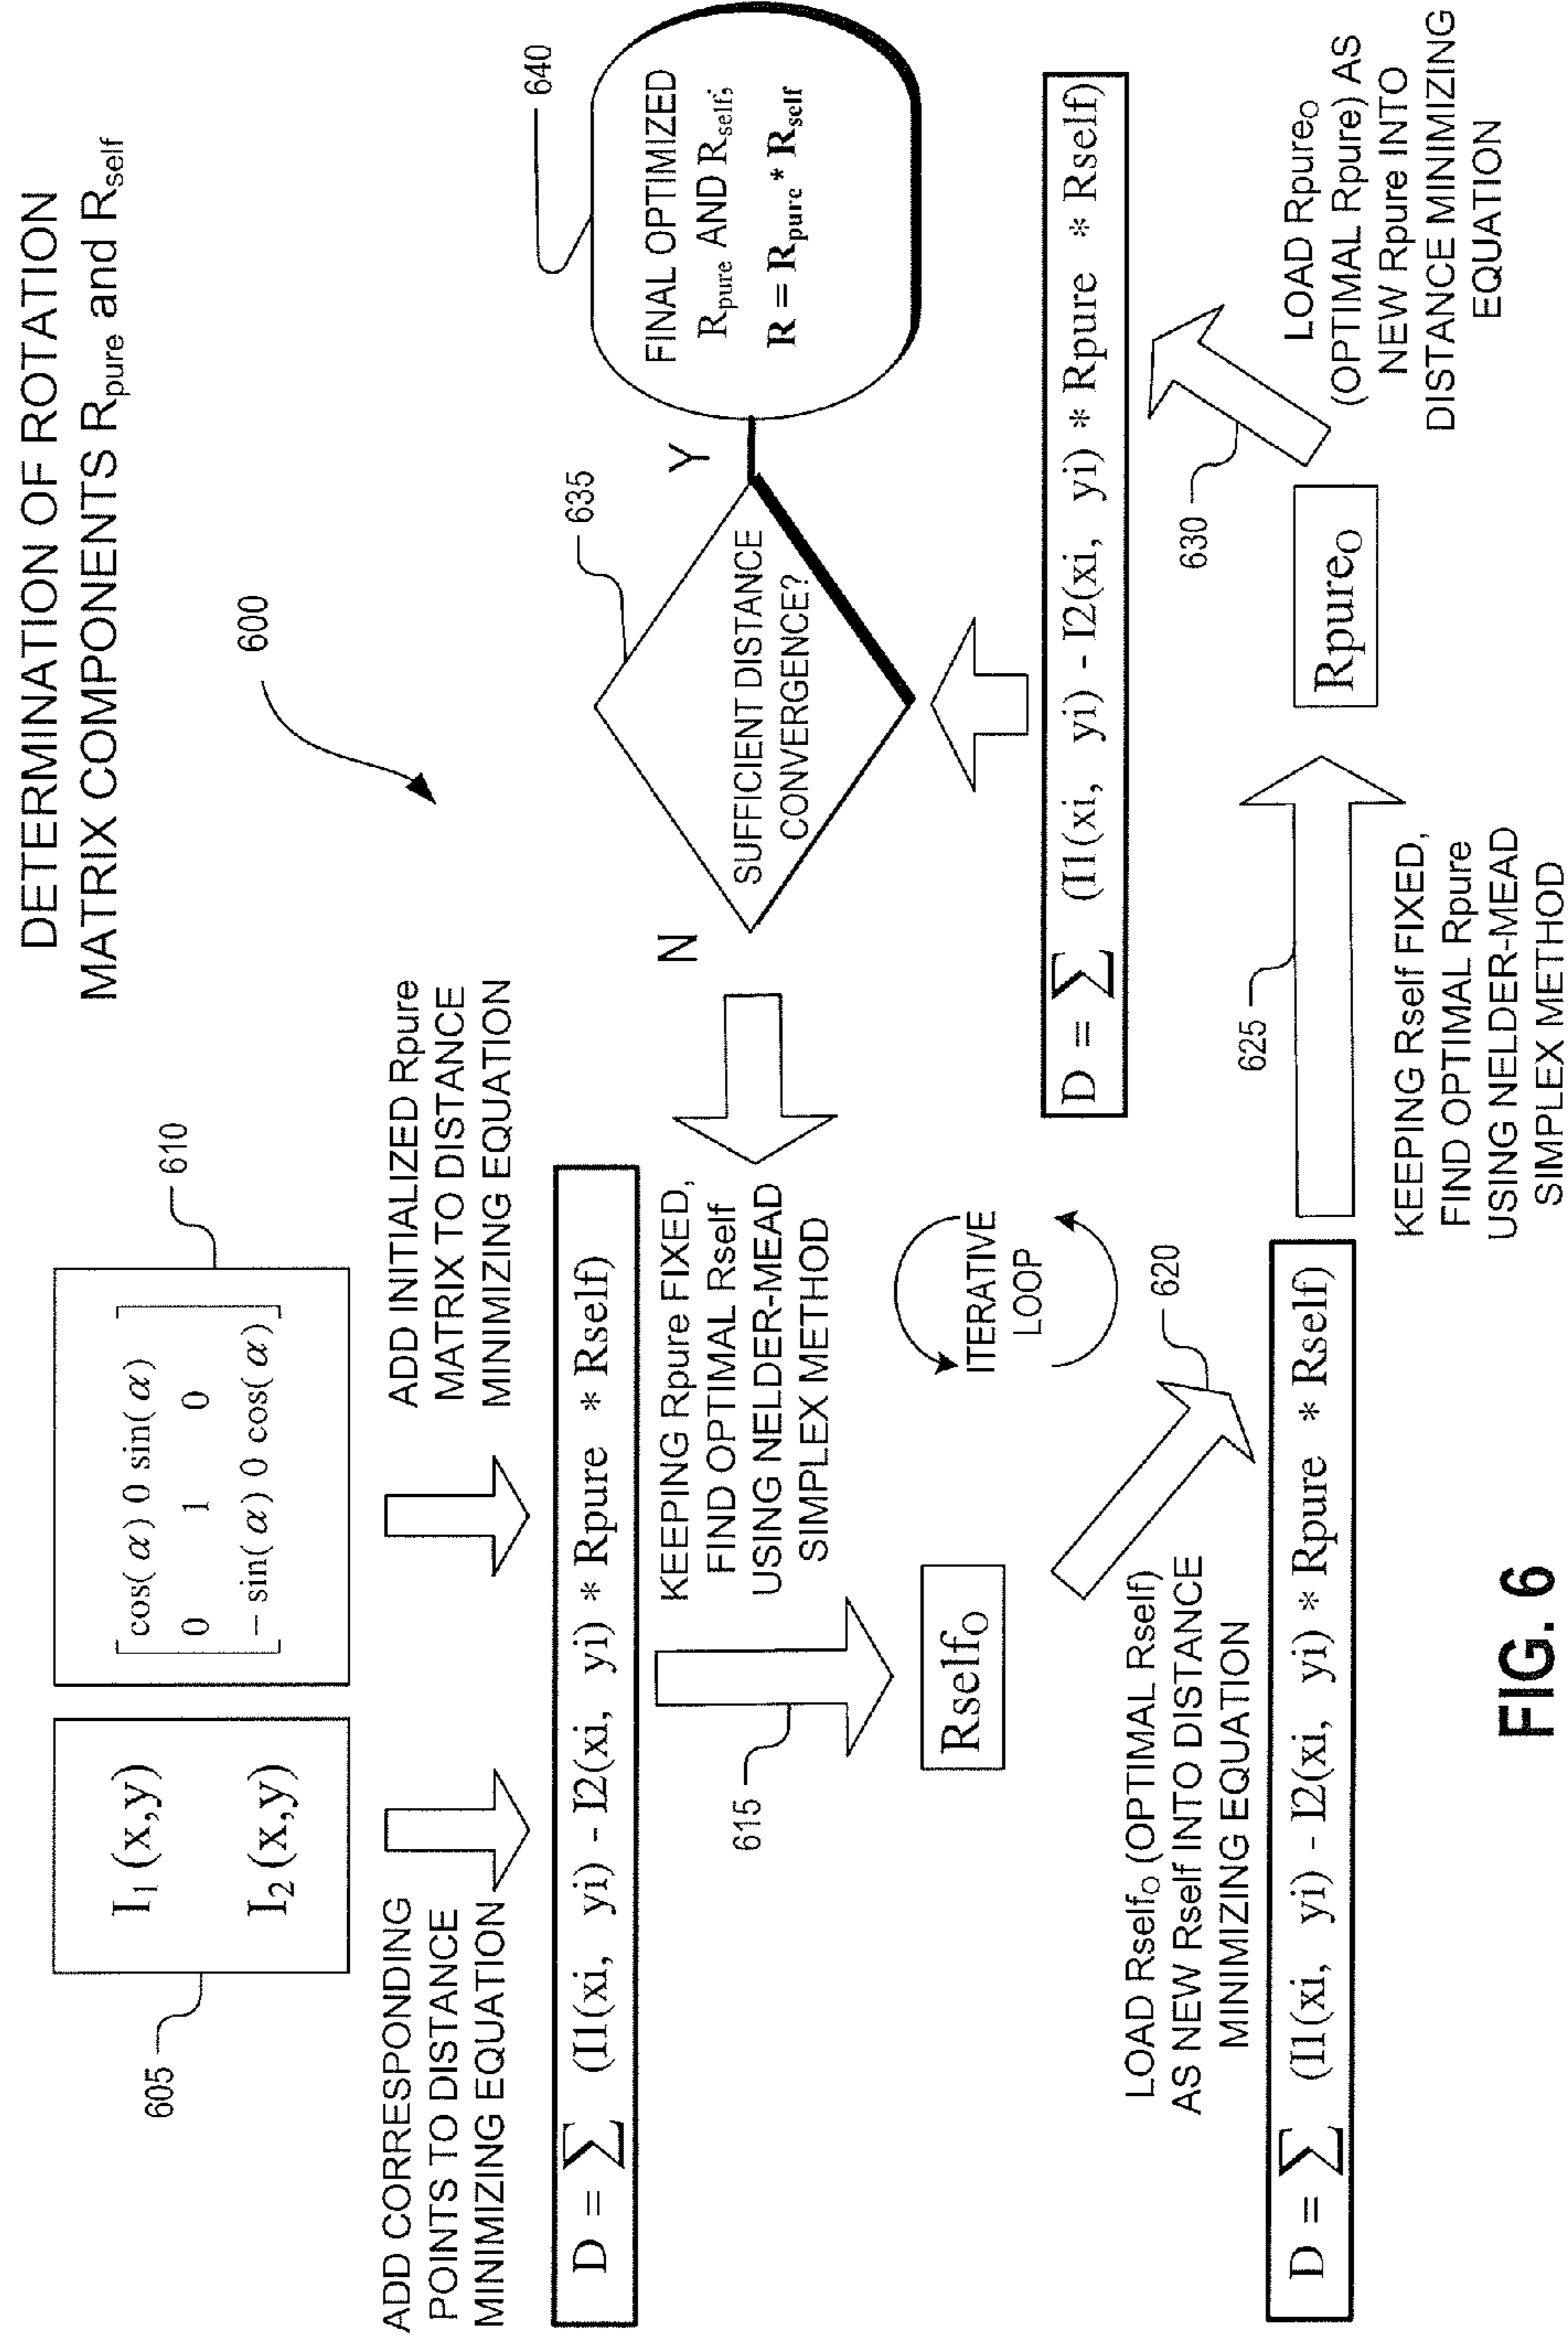 DETERMINATION OF ROTATION
MATRIX COMPONENTS Rpure and Rself
600
605
I1 (x,y)
I2 (x,y)
610
cos( α ) 0 sin( α )
0 1 0
− sin( α ) 0 cos( α )
ADD CORRESPONDING
POINTS TO DISTANCE
MINIMIZING EQUATION
ADD INITIALIZED Rpure
MATRIX TO DISTANCE
MINIMIZING EQUATION
D = ∑ (I1(xi, yi) - I2(xi, yi) * Rpure * Rself)
615
KEEPING Rpure FIXED,
FIND OPTIMAL Rself
USING NELDER-MEAD
SIMPLEX METHOD
RselfO
ITERATIVE
LOOP
620
LOAD RselfO (OPTIMAL Rself)
AS NEW Rself INTO DISTANCE
MINIMIZING EQUATION
D = ∑ (I1(xi, yi) - I2(xi, yi) * Rpure * Rself)
625
KEEPING Rself FIXED,
FIND OPTIMAL Rpure
USING NELDER-MEAD
SIMPLEX METHOD
RpureO
630
LOAD RpureO
(OPTIMAL Rpure) AS
NEW Rpure INTO
DISTANCE MINIMIZING
EQUATION
D = ∑ (I1(xi, yi) - I2(xi, yi) * Rpure * Rself)
635
SUFFICIENT DISTANCE
CONVERGENCE?
N
Y
640
FINAL OPTIMIZED
Rpure AND Rself;
R = Rpure * Rself
FIG. 6